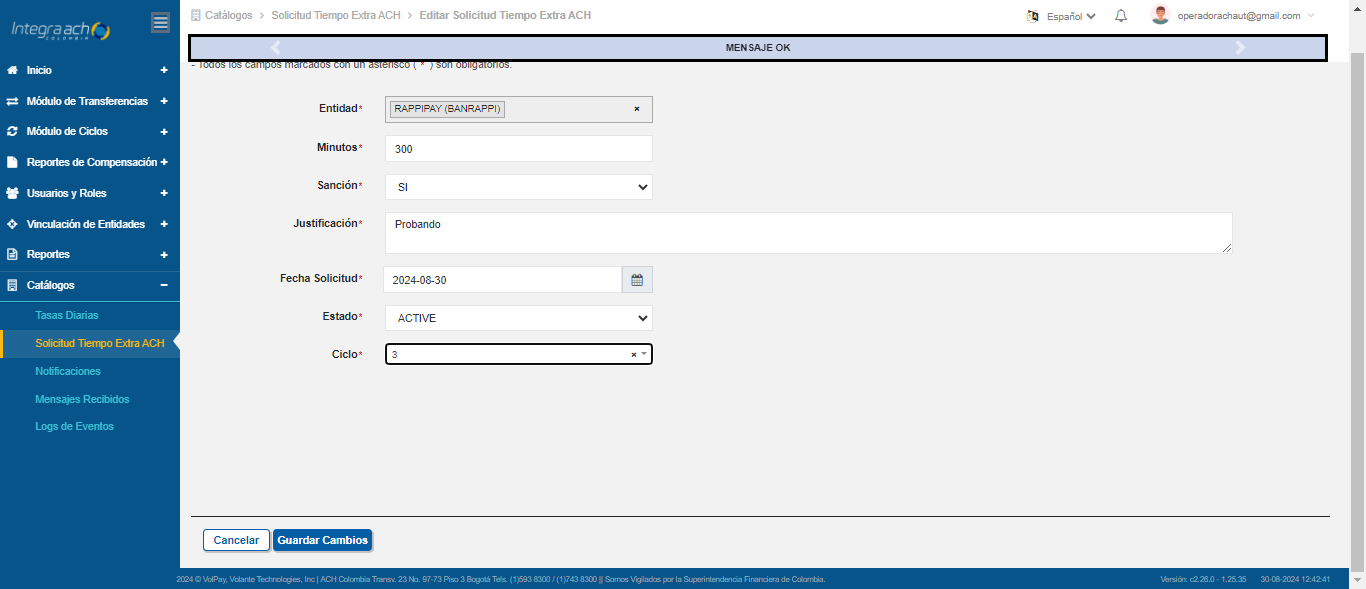 Integra ach
COLOMBIA
Catálogos > Solicitud Tiempo Extra ACH > Editar Solicitud Tiempo Extra ACH
Español
operadorachaut@gmail.com
MENSAJE OK
- Todos los campos marcados con un asterisco ( * ) son obligatorios.
Inicio +
Módulo de Transferencias +
Módulo de Ciclos +
Reportes de Compensación +
Usuarios y Roles +
Vinculación de Entidades +
Reportes +
Catálogos −
Tasas Diarias
Solicitud Tiempo Extra ACH
Notificaciones
Mensajes Recibidos
Logs de Eventos
Entidad* RAPPIPAY (BANRAPPI) ×
Minutos* 300
Sanción* SI
Justificación* Probando
Fecha Solicitud* 2024-08-30
Estado* ACTIVE
Ciclo* 3 ×
Cancelar Guardar Cambios
2024 © VolPay, Volante Technologies, Inc | ACH Colombia Transv. 23 No. 97-73 Piso 3 Bogotá Tels. (1)593 8300 / (1)743 8300 || Somos Vigilados por la Superintendencia Financiera de Colombia. Versión: c2.26.0 - 1.25.35 30-08-2024 12:42:41